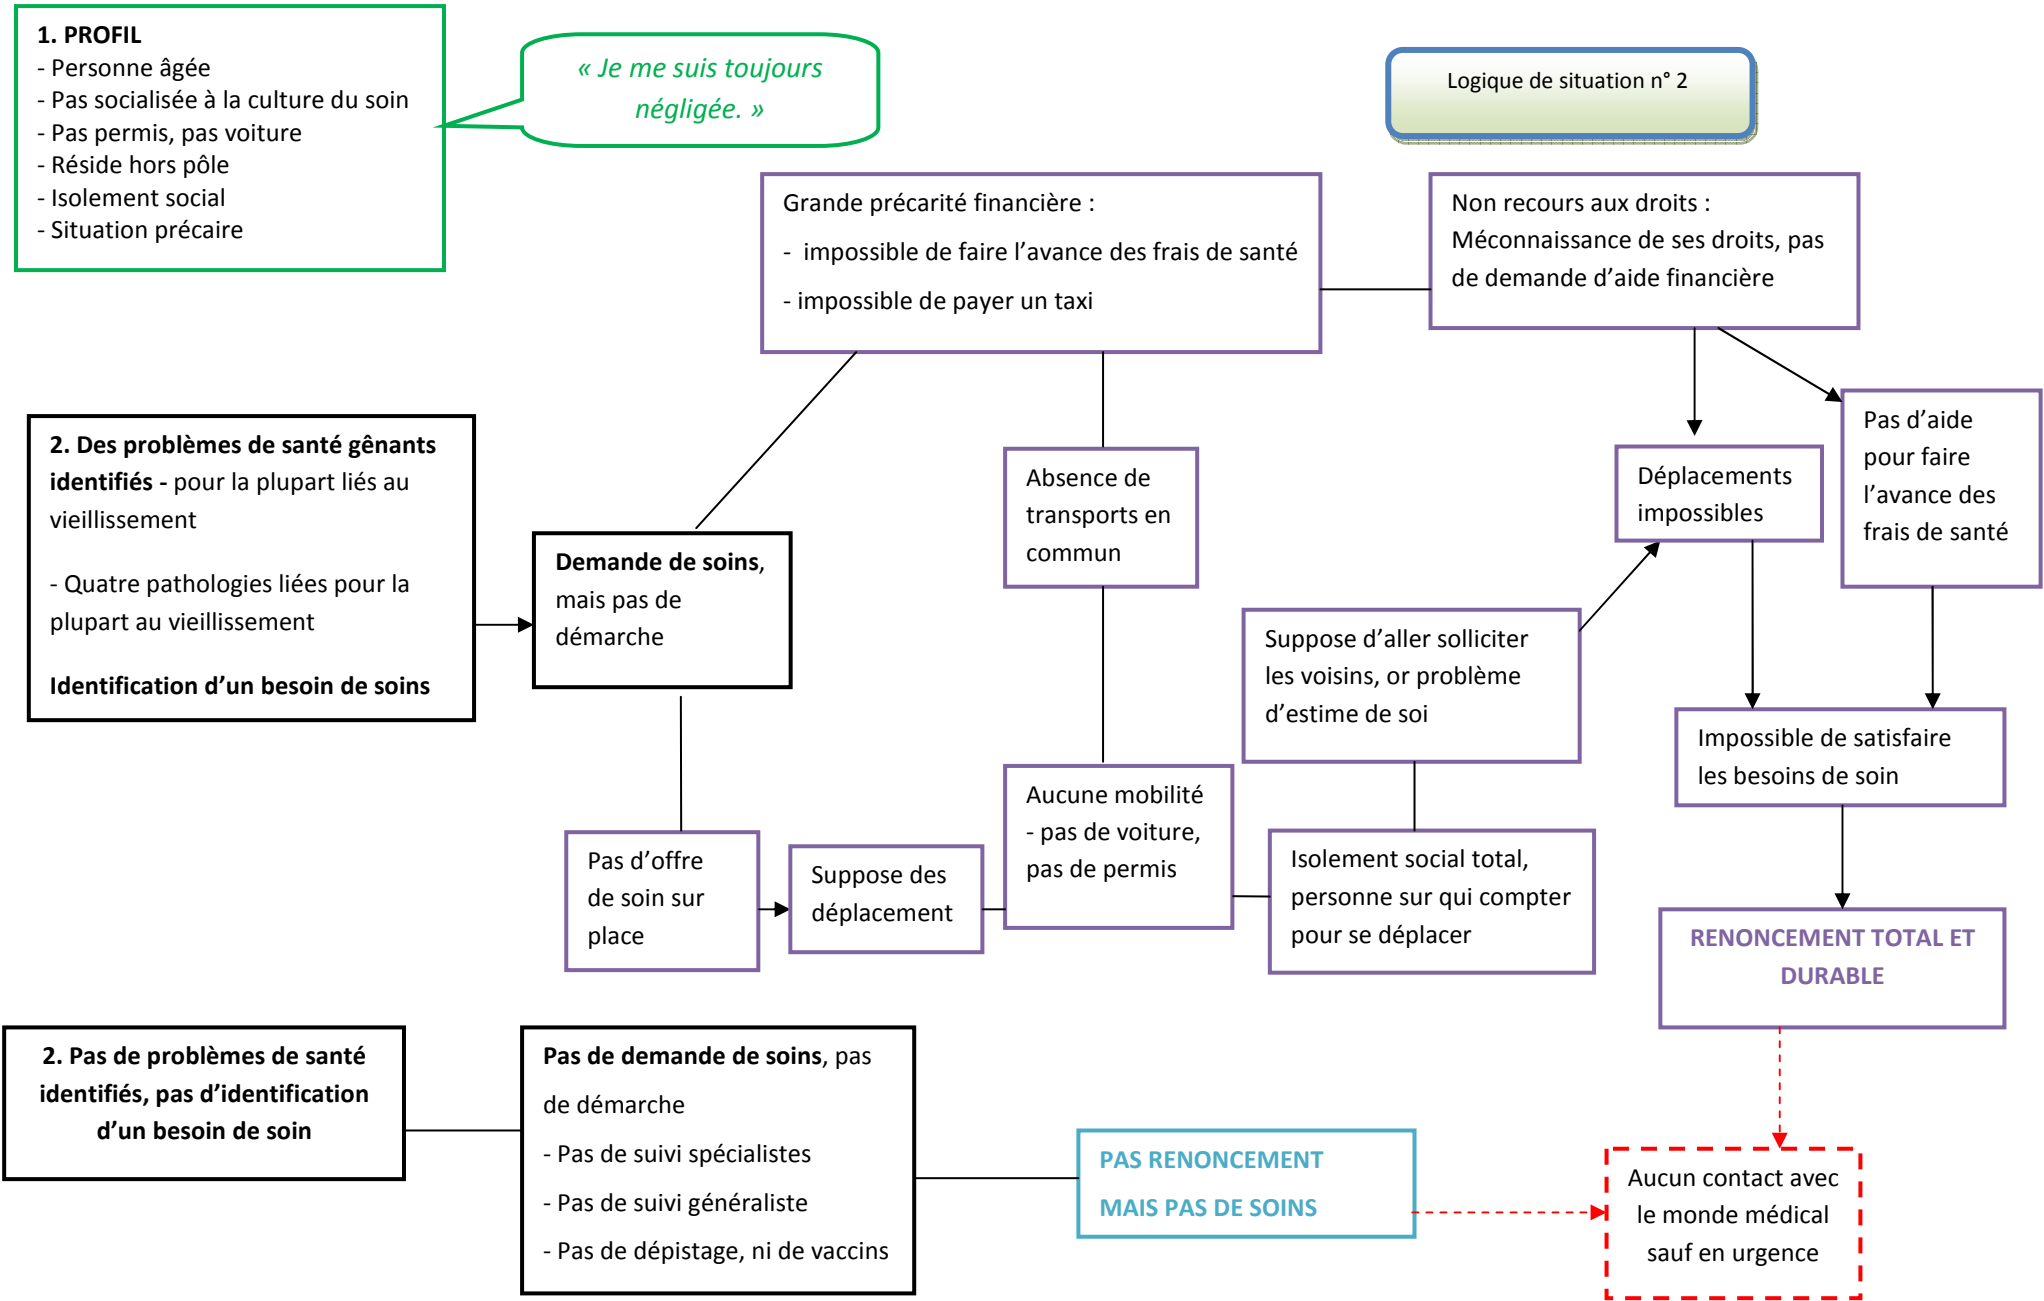 1. PROFIL
- Personne âgée
- Pas socialisée à la culture du soin
- Pas permis, pas voiture
- Réside hors pôle
- Isolement social
- Situation précaire
« Je me suis toujours
négligée. »
Logique de situation n° 2
Grande précarité financière :
- impossible de faire l’avance des frais de santé
- impossible de payer un taxi
Non recours aux droits :
Méconnaissance de ses droits, pas
de demande d’aide financière
2. Des problèmes de santé gênants
identifiés - pour la plupart liés au
vieillissement
- Quatre pathologies liées pour la
plupart au vieillissement
Identification d’un besoin de soins
Demande de soins,
mais pas de
démarche
Absence de
transports en
commun
Déplacements
impossibles
Pas d’aide
pour faire
l’avance des
frais de santé
Suppose d’aller solliciter
les voisins, or problème
d’estime de soi
Impossible de satisfaire
les besoins de soin
Pas d’offre
de soin sur
place
Suppose des
déplacement
Aucune mobilité
- pas de voiture,
pas de permis
Isolement social total,
personne sur qui compter
pour se déplacer
RENONCEMENT TOTAL ET
DURABLE
2. Pas de problèmes de santé
identifiés, pas d’identification
d’un besoin de soin
Pas de demande de soins, pas
de démarche
- Pas de suivi spécialistes
- Pas de suivi généraliste
- Pas de dépistage, ni de vaccins
PAS RENONCEMENT
MAIS PAS DE SOINS
Aucun contact avec
le monde médical
sauf en urgence